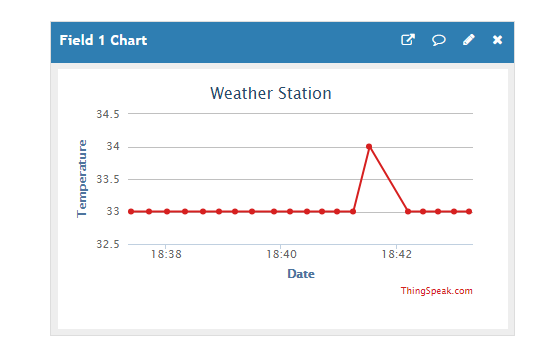 Field 1 Chart
Weather Station
Temperature
34.5
34
33.5
33
32.5
18:38 18:40 18:42
Date
ThingSpeak.com